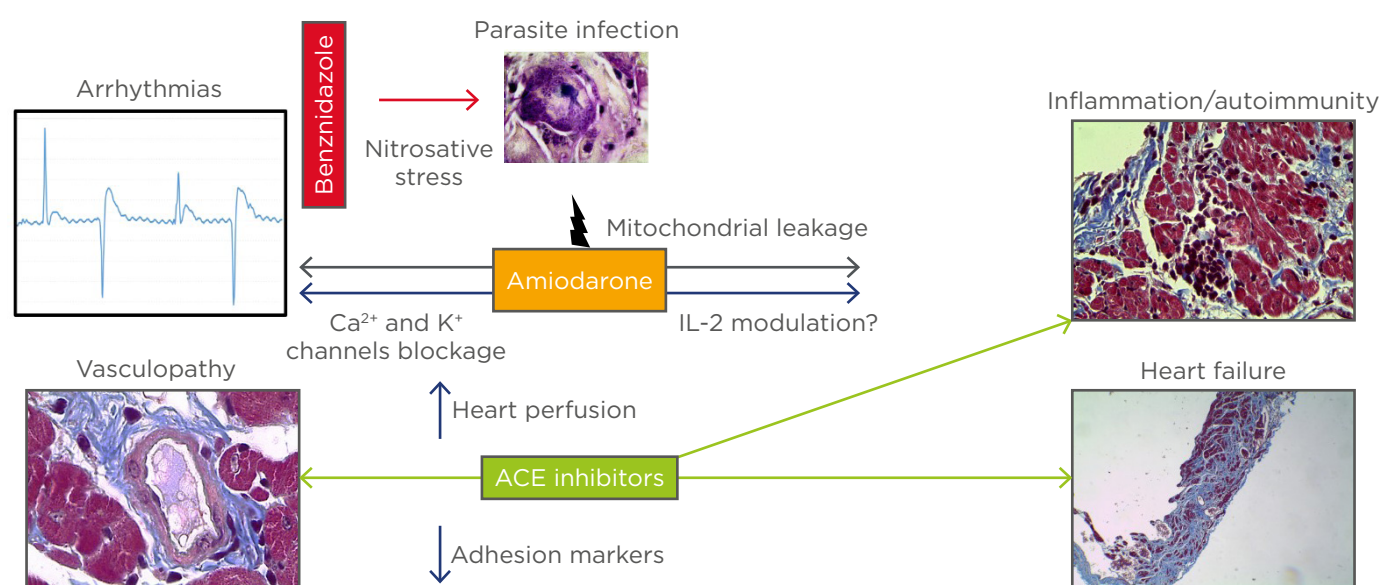 Parasite infection
Benznidazole
Arrhythmias
Inflammation/autoimmunity
Nitrosative
stress
Mitochondrial leakage
Amiodarone
Ca²⁺ and K⁺
channels blockage
IL-2 modulation?
Vasculopathy
Heart failure
Heart perfusion
ACE inhibitors
Adhesion markers